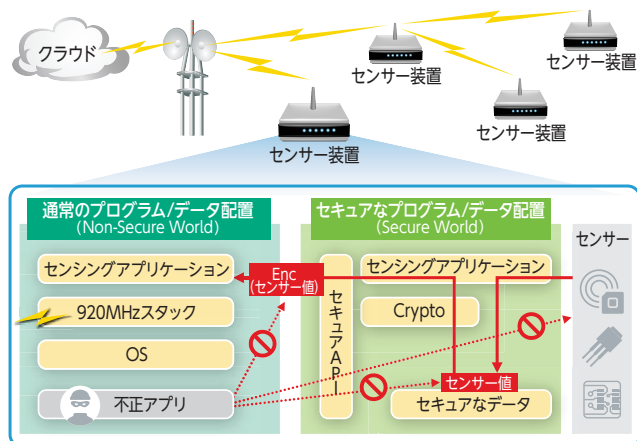 クラウド
センサー装置
センサー装置
センサー装置
センサー装置
通常のプログラム/データ配置
(Non-Secure World)
センシングアプリケーション
920MHzスタック
OS
不正アプリ
Enc
(センサー値)
セキュアなプログラム/データ配置
(Secure World)
セキュアAPI
センシングアプリケーション
Crypto
センサー値
セキュアなデータ
センサー